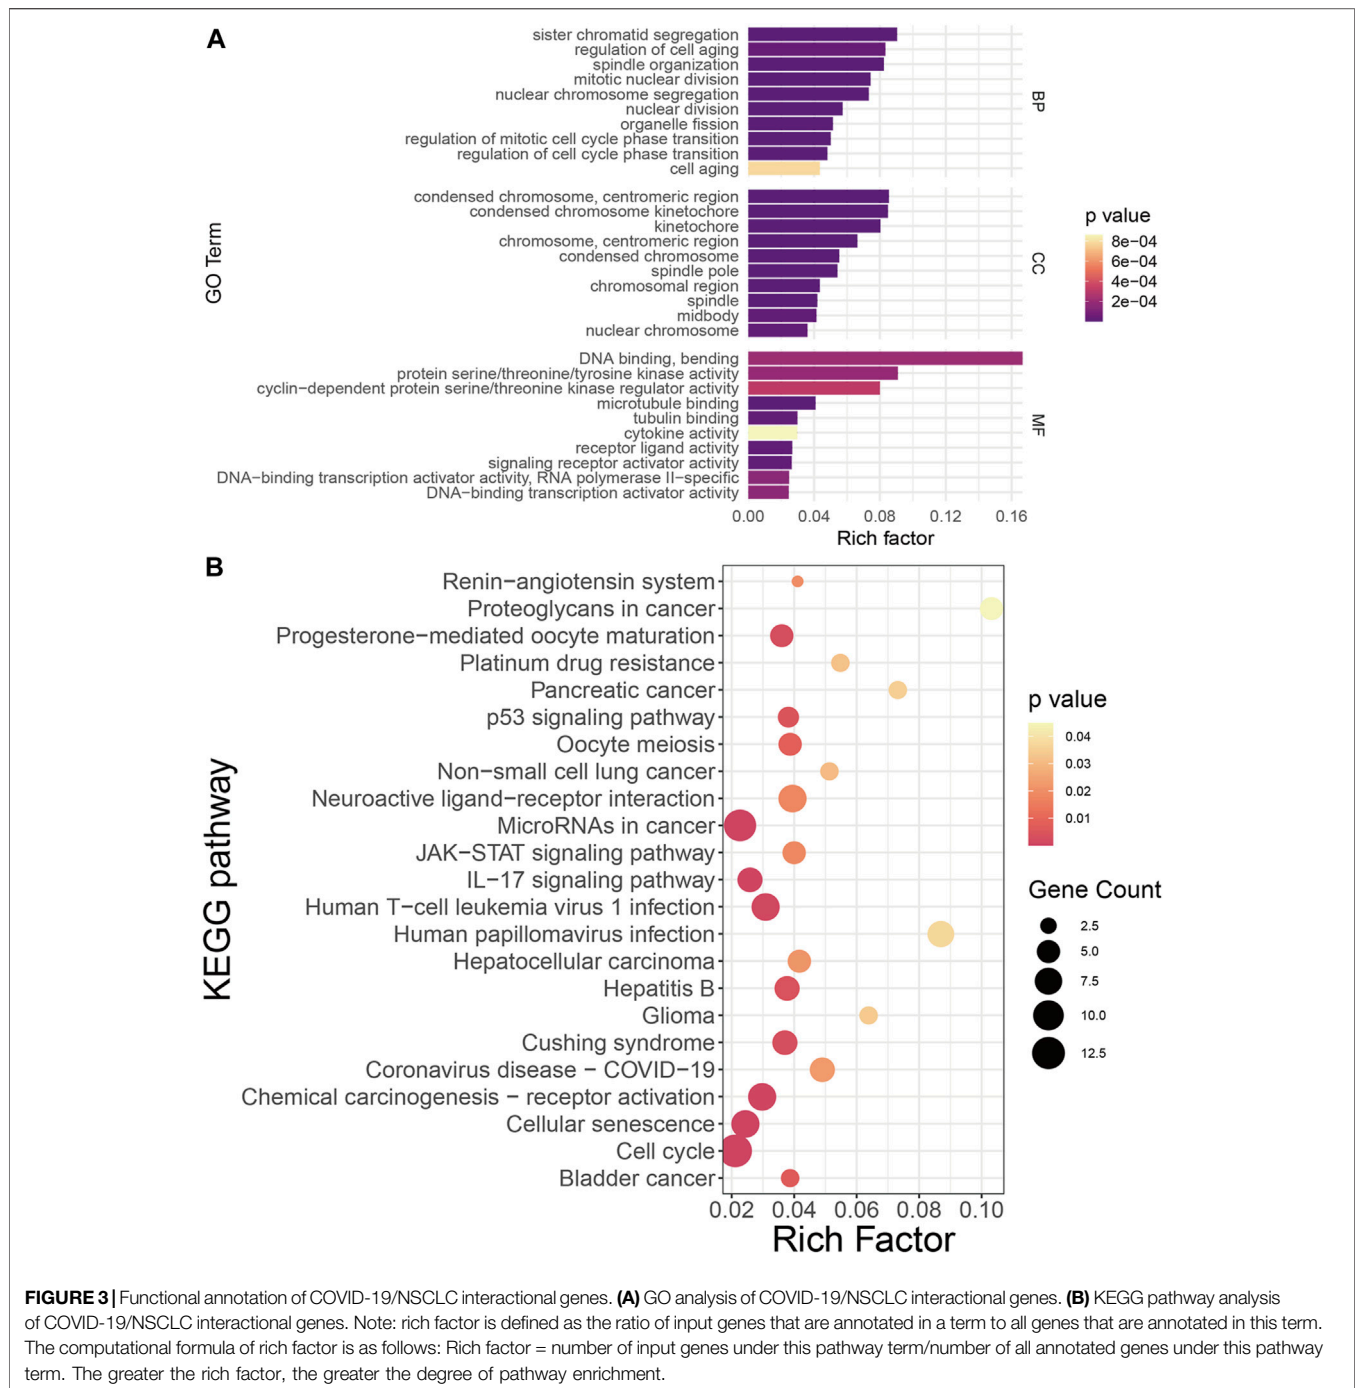 A
sister chromatid segregation
regulation of cell aging
spindle organization
mitotic nuclear division
nuclear chromosome segregation
nuclear division
organelle fission
regulation of mitotic cell cycle phase transition
regulation of cell cycle phase transition
cell aging
BP
condensed chromosome, centromeric region
condensed chromosome kinetochore
kinetochore
chromosome, centromeric region
condensed chromosome
spindle pole
chromosomal region
spindle
midbody
nuclear chromosome
CC
GO Term
DNA binding, bending
protein serine/threonine/tyrosine kinase activity
cyclin−dependent protein serine/threonine kinase regulator activity
microtubule binding
tubulin binding
cytokine activity
receptor ligand activity
signaling receptor activator activity
DNA−binding transcription activator activity, RNA polymerase II−specific
DNA−binding transcription activator activity
MF
0.00 0.04 0.08 0.12 0.16
Rich factor
p value
8e−04
6e−04
4e−04
2e−04
B
KEGG pathway
Renin−angiotensin system
Proteoglycans in cancer
Progesterone−mediated oocyte maturation
Platinum drug resistance
Pancreatic cancer
p53 signaling pathway
Oocyte meiosis
Non−small cell lung cancer
Neuroactive ligand−receptor interaction
MicroRNAs in cancer
JAK−STAT signaling pathway
IL−17 signaling pathway
Human T−cell leukemia virus 1 infection
Human papillomavirus infection
Hepatocellular carcinoma
Hepatitis B
Glioma
Cushing syndrome
Coronavirus disease − COVID−19
Chemical carcinogenesis − receptor activation
Cellular senescence
Cell cycle
Bladder cancer
0.02 0.04 0.06 0.08 0.10
Rich Factor
p value
0.04
0.03
0.02
0.01
Gene Count
2.5
5.0
7.5
10.0
12.5
FIGURE 3 | Functional annotation of COVID-19/NSCLC interactional genes. (A) GO analysis of COVID-19/NSCLC interactional genes. (B) KEGG pathway analysis
of COVID-19/NSCLC interactional genes. Note: rich factor is defined as the ratio of input genes that are annotated in a term to all genes that are annotated in this term.
The computational formula of rich factor is as follows: Rich factor = number of input genes under this pathway term/number of all annotated genes under this pathway
term. The greater the rich factor, the greater the degree of pathway enrichment.